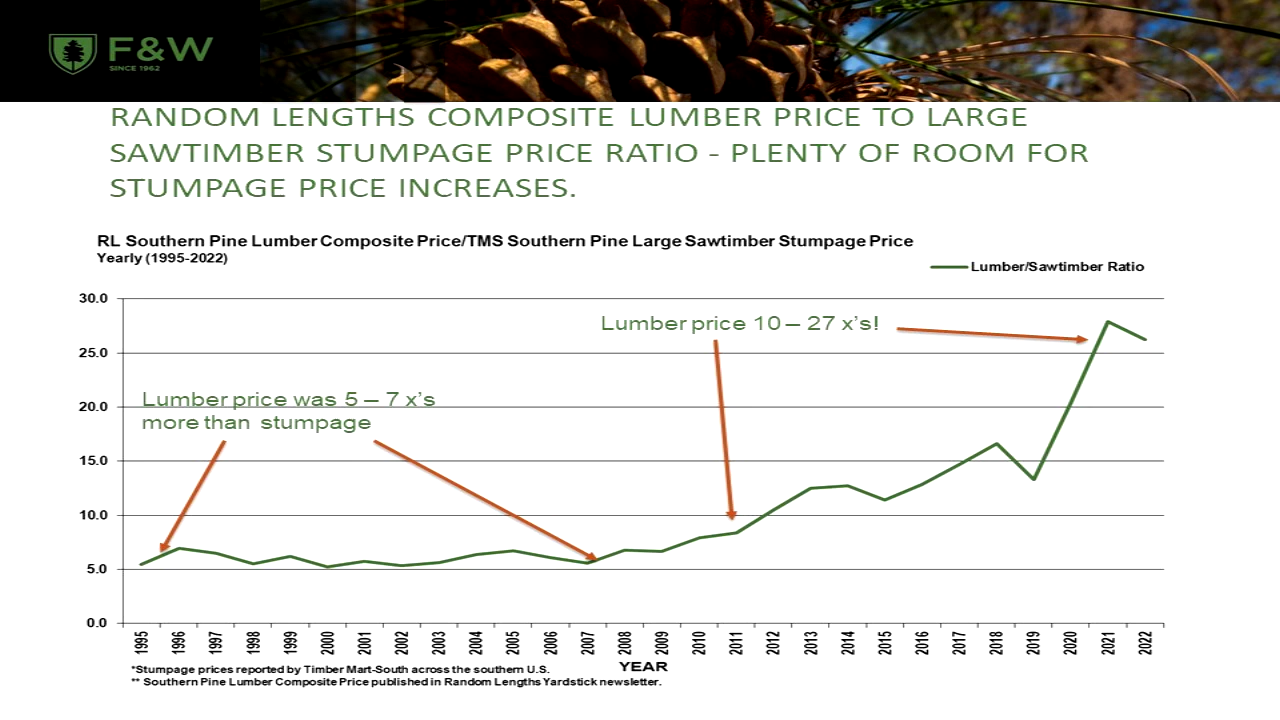 F&W
SINCE 1962
RANDOM LENGTHS COMPOSITE LUMBER PRICE TO LARGE
SAWTIMBER STUMPAGE PRICE RATIO - PLENTY OF ROOM FOR
STUMPAGE PRICE INCREASES.
RL Southern Pine Lumber Composite Price/TMS Southern Pine Large Sawtimber Stumpage Price
Yearly (1995-2022)
Lumber/Sawtimber Ratio
30.0
Lumber price 10 – 27 x's!
25.0
Lumber price was 5 – 7 x's
20.0
more than stumpage
15.0
10.0
5.0
0.0
1995 1996 1997 1998 1999 2000 2001 2002 2003 2004 2005 2006 2007 2008 2009 2010 2011 2012 2013 2014 2015 2016 2017 2018 2019 2020 2021 2022
YEAR
*Stumpage prices reported by Timber Mart-South across the southern U.S.
** Southern Pine Lumber Composite Price published in Random Lengths Yardstick newsletter.